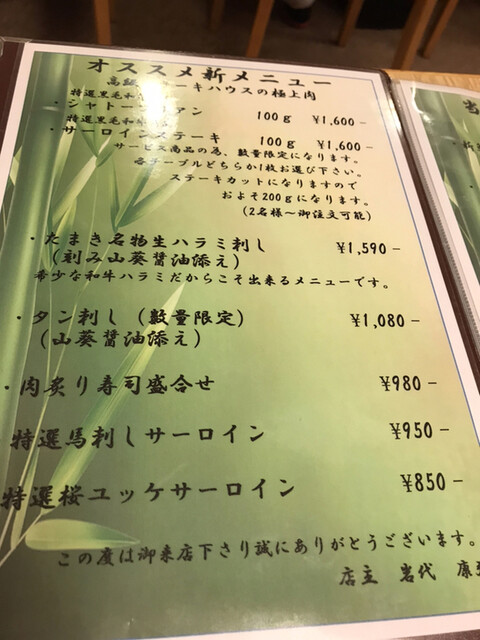 オススメ新メニュー
高級 ーキハウスの極上肉
特選黒毛和
・シャトー ン 100g ¥1,600-
特選黒毛和
・サーロインステーキ 100g ¥1,600-
サービス商品の為、数量限定になります。
各テーブルどちらか1枚お選び下さい。
ステーキカットになりますので
およそ200gになります。
(2名様~御注文可能)
・たまき名物生ハラミ刺し ¥1,590-
(刻み山葵醤油添え)
希少な和牛ハラミだからこそ出来るメニューです。
・タン刺し (数量限定) ¥1,080-
(山葵醤油添え)
・肉炙り寿司盛合せ ¥980-
特選馬刺しサーロイン ¥950-
特選桜ユッケサーロイン ¥850-
この度は御来店下さり誠にありがとうございます。
店主 岩代 康